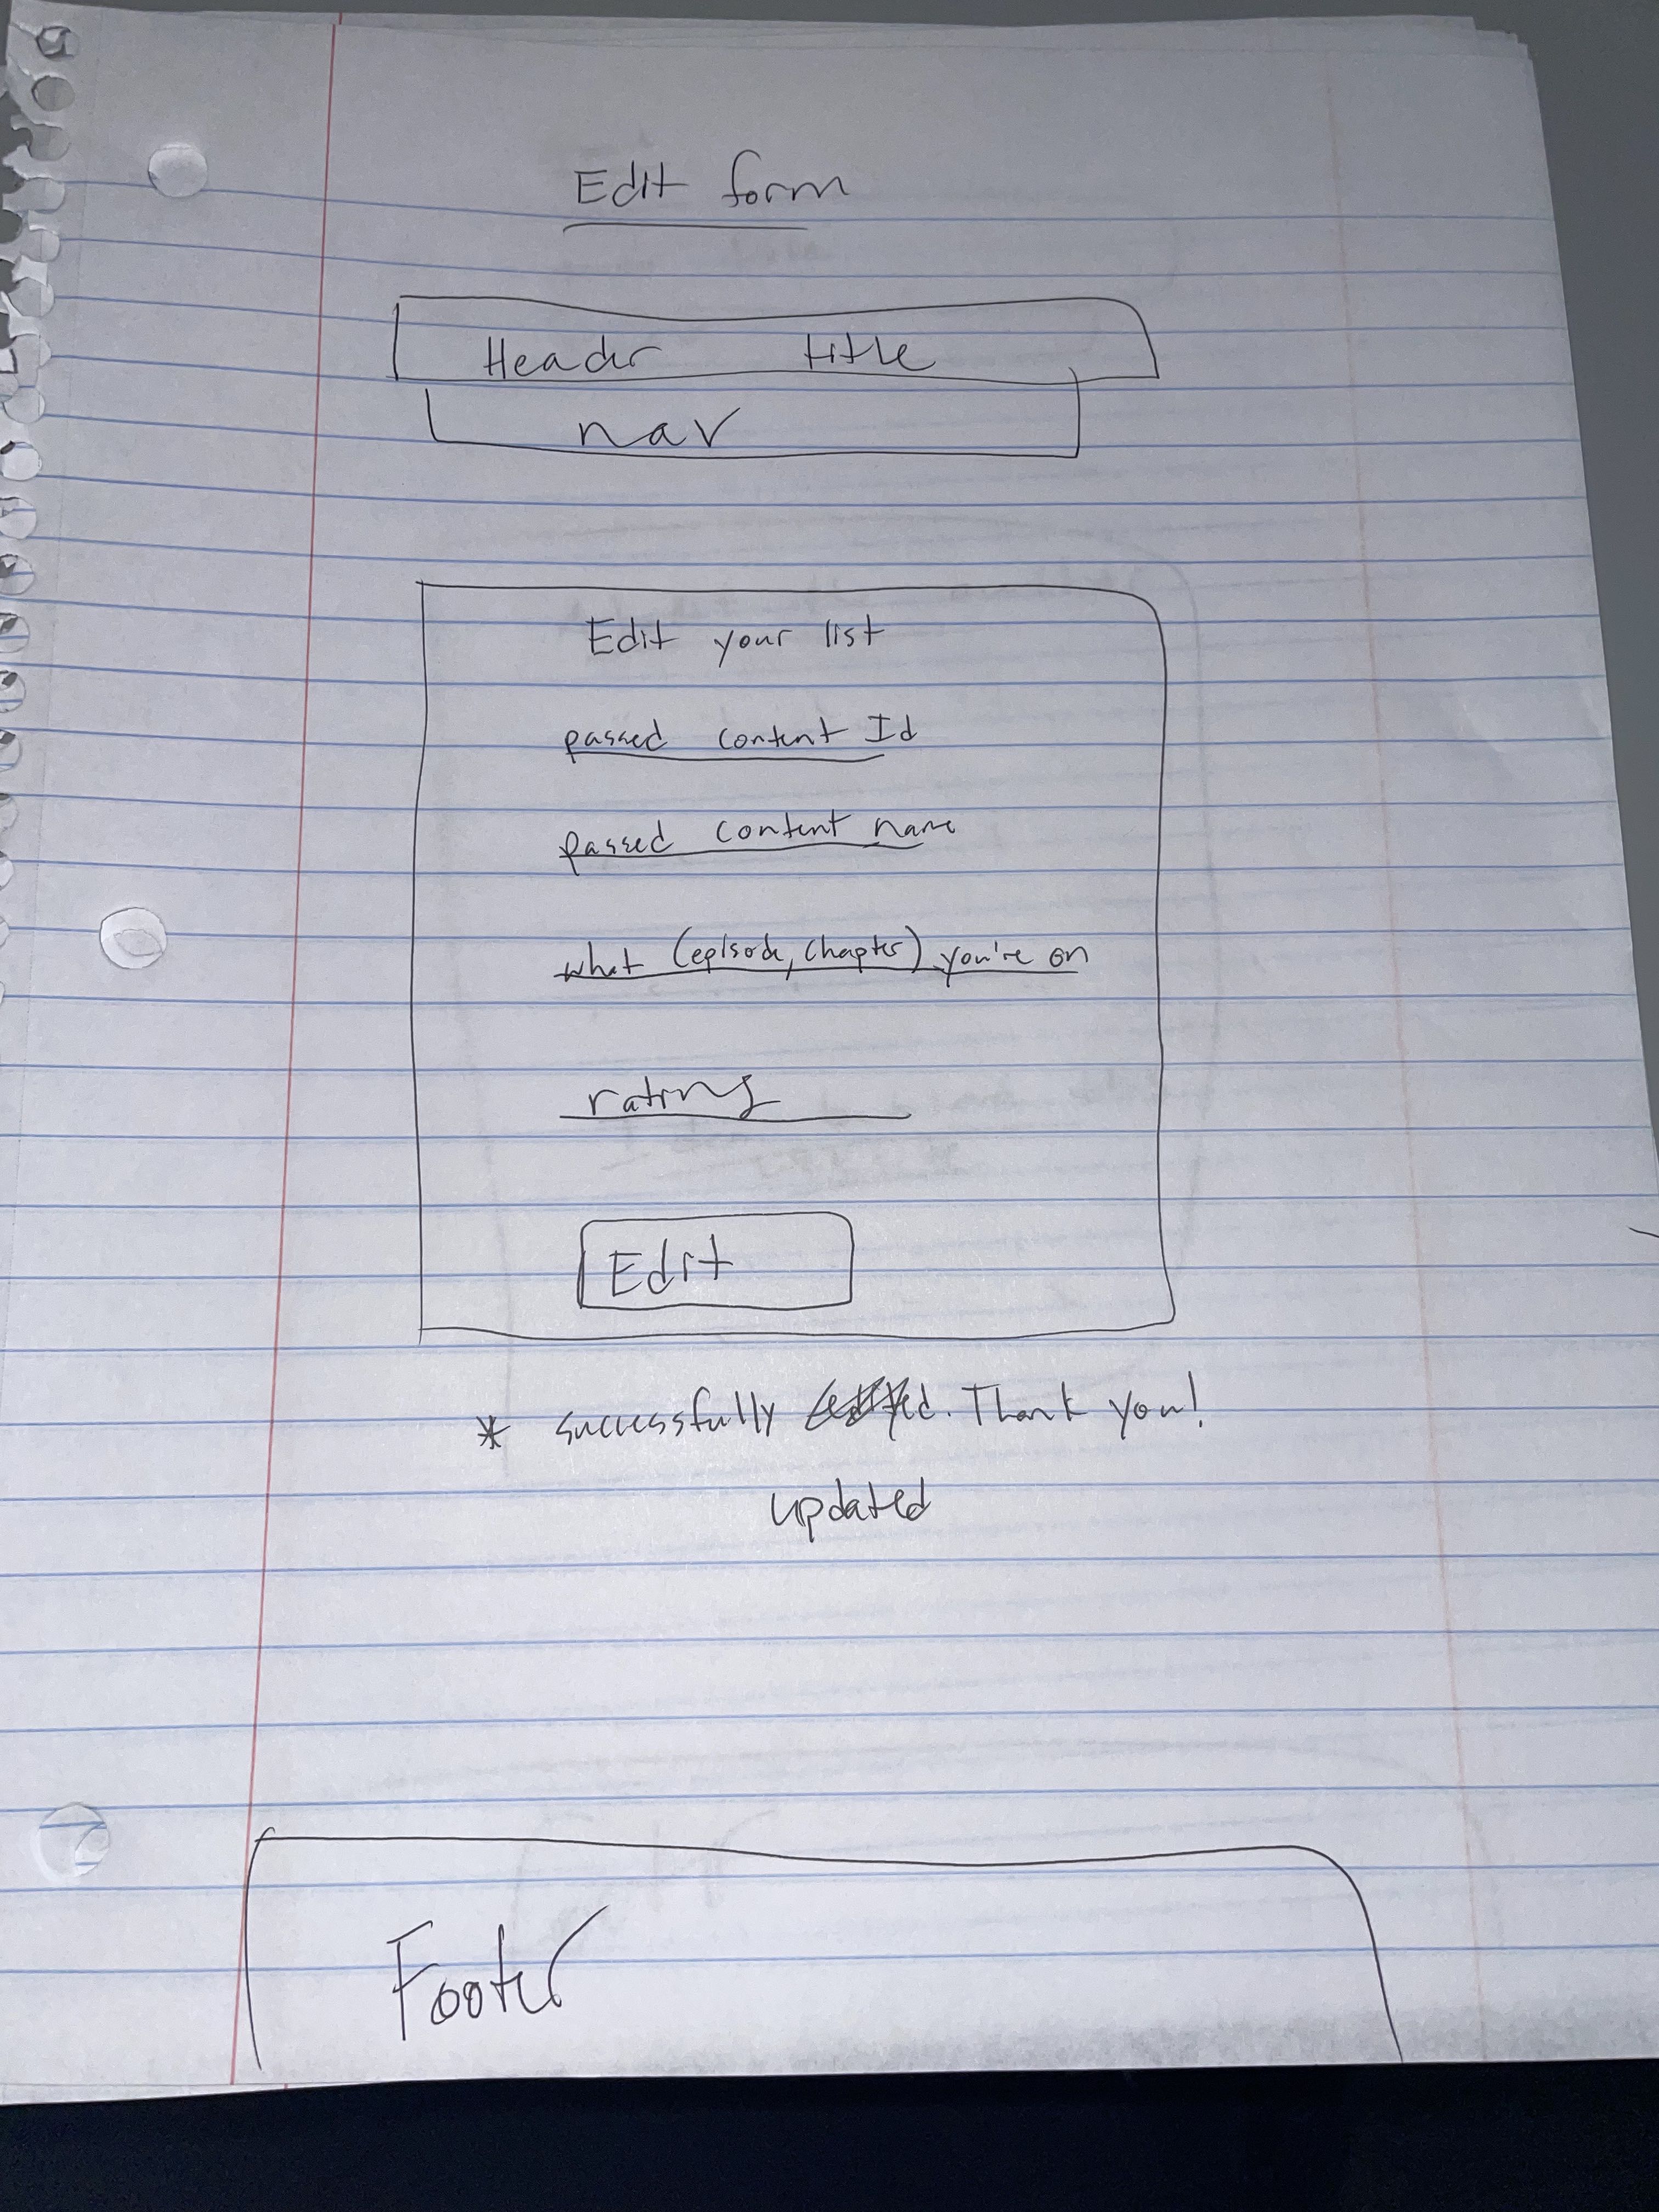 Edit form
Header title
nav
Edit your list
passed content Id
passed content name
what (episode, chapter) you're on
rating
Edit
* successfully edited. Thank you!
updated
Footer